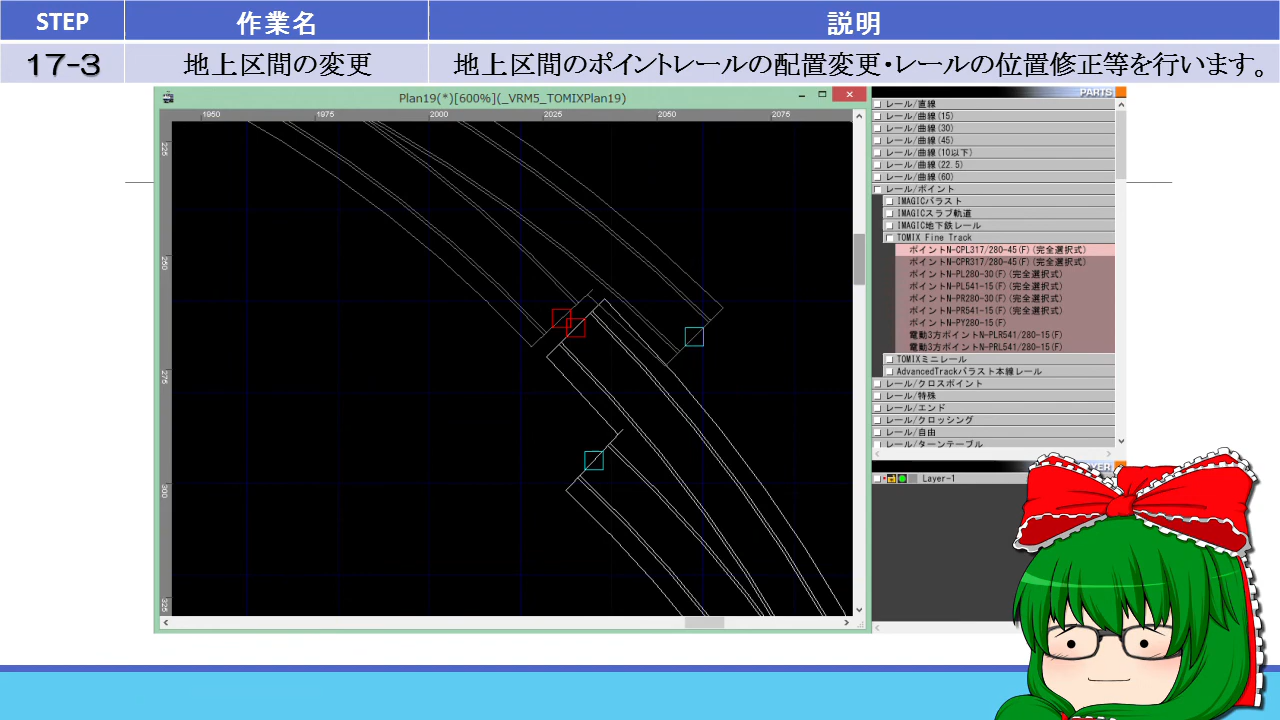 STEP 作業名 説明
17-3 地上区間の変更 地上区間のポイントレールの配置変更・レールの位置修正等を行います。
Plan19(*)[600%](_VRM5_TOMIXPlan19)
1950 1975 2000 2025 2050 2075
225
250
275
300
325
PARTS
レール/直線
レール/曲線(15)
レール/曲線(30)
レール/曲線(45)
レール/曲線(10以下)
レール/曲線(22.5)
レール/曲線(60)
レール/ポイント
IMAGICバラスト
IMAGICスラブ軌道
IMAGIC地下鉄レール
TOMIX Fine Track
ポイントN-CPL317/280-45(F)(完全選択式)
ポイントN-CPR317/280-45(F)(完全選択式)
ポイントN-PL280-30(F)(完全選択式)
ポイントN-PL541-15(F)(完全選択式)
ポイントN-PR280-30(F)(完全選択式)
ポイントN-PR541-15(F)(完全選択式)
ポイントN-PY280-15(F)
電動3方ポイントN-PLR541/280-15(F)
電動3方ポイントN-PRL541/280-15(F)
TOMIXミニレール
AdvancedTrackバラスト本線レール
レール/クロスポイント
レール/特殊
レール/エンド
レール/クロッシング
レール/自由
レール/ターンテーブル
Layer-1